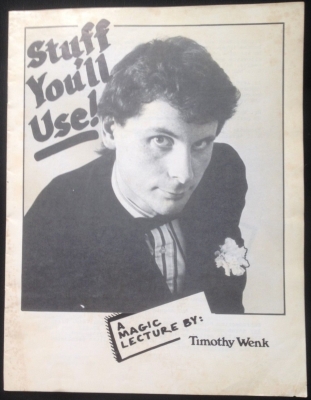 Stuff
You'll
Use!
A
MAGIC
LECTURE BY:
Timothy Wenk